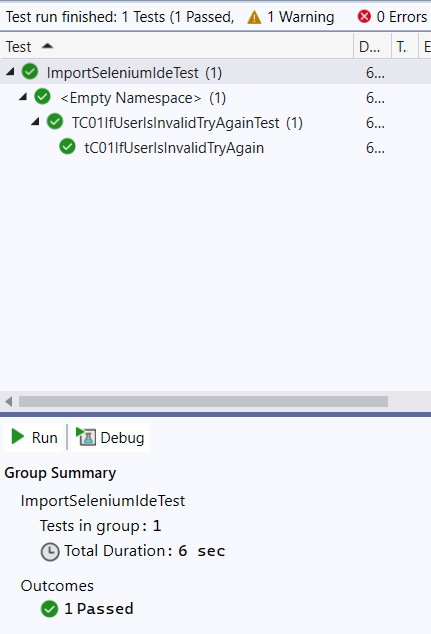 Test run finished: 1 Tests (1 Passed, 1 Warning 0 Errors
Test D... T. E
ImportSeleniumIdeTest (1) 6...
<Empty Namespace> (1) 6...
TC01IfUserIsInvalidTryAgainTest (1) 6...
tC01IfUserIsInvalidTryAgain 6...
Run Debug
Group Summary
ImportSeleniumIdeTest
Tests in group: 1
Total Duration: 6 sec
Outcomes
1 Passed